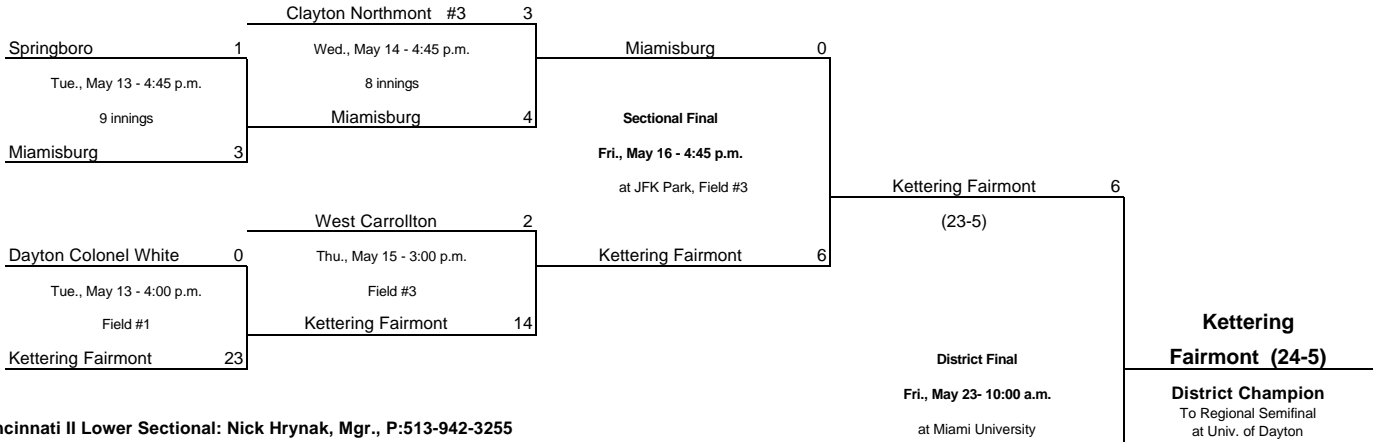 Clayton Northmont #3 3
Springboro 1
Wed., May 14 - 4:45 p.m.
Miamisburg 0
Tue., May 13 - 4:45 p.m.
8 innings
9 innings
Miamisburg 4
Sectional Final
Miamisburg 3
Fri., May 16 - 4:45 p.m.
at JFK Park, Field #3
Kettering Fairmont 6
West Carrollton 2
(23-5)
Dayton Colonel White 0
Thu., May 15 - 3:00 p.m.
Kettering Fairmont 6
Tue., May 13 - 4:00 p.m.
Field #3
Field #1
Kettering Fairmont 14
Kettering
Kettering Fairmont 23
District Final
Fairmont (24-5)
Fri., May 23- 10:00 a.m.
District Champion
To Regional Semifinal
ncinnati II Lower Sectional: Nick Hrynak, Mgr., P:513-942-3255
at Miami University
at Univ. of Dayton